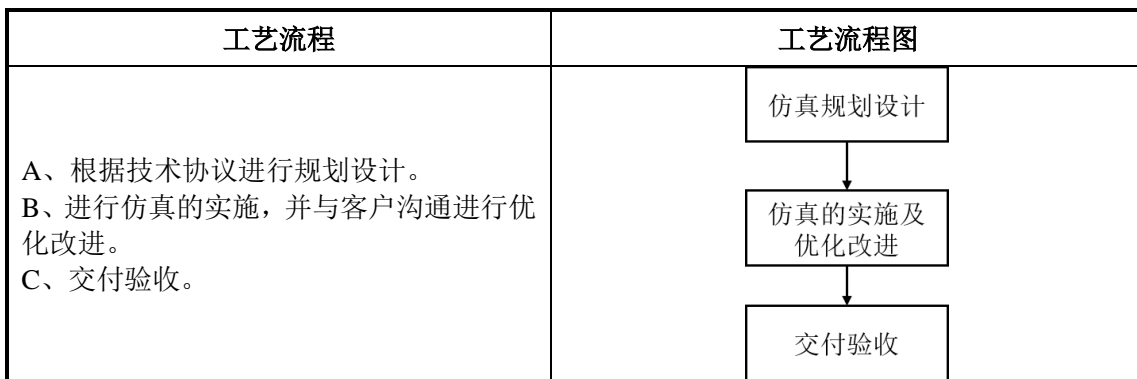 工艺流程
工艺流程图
A、根据技术协议进行规划设计。
B、进行仿真的实施，并与客户沟通进行优
化改进。
C、交付验收。
仿真规划设计
仿真的实施及
优化改进
交付验收